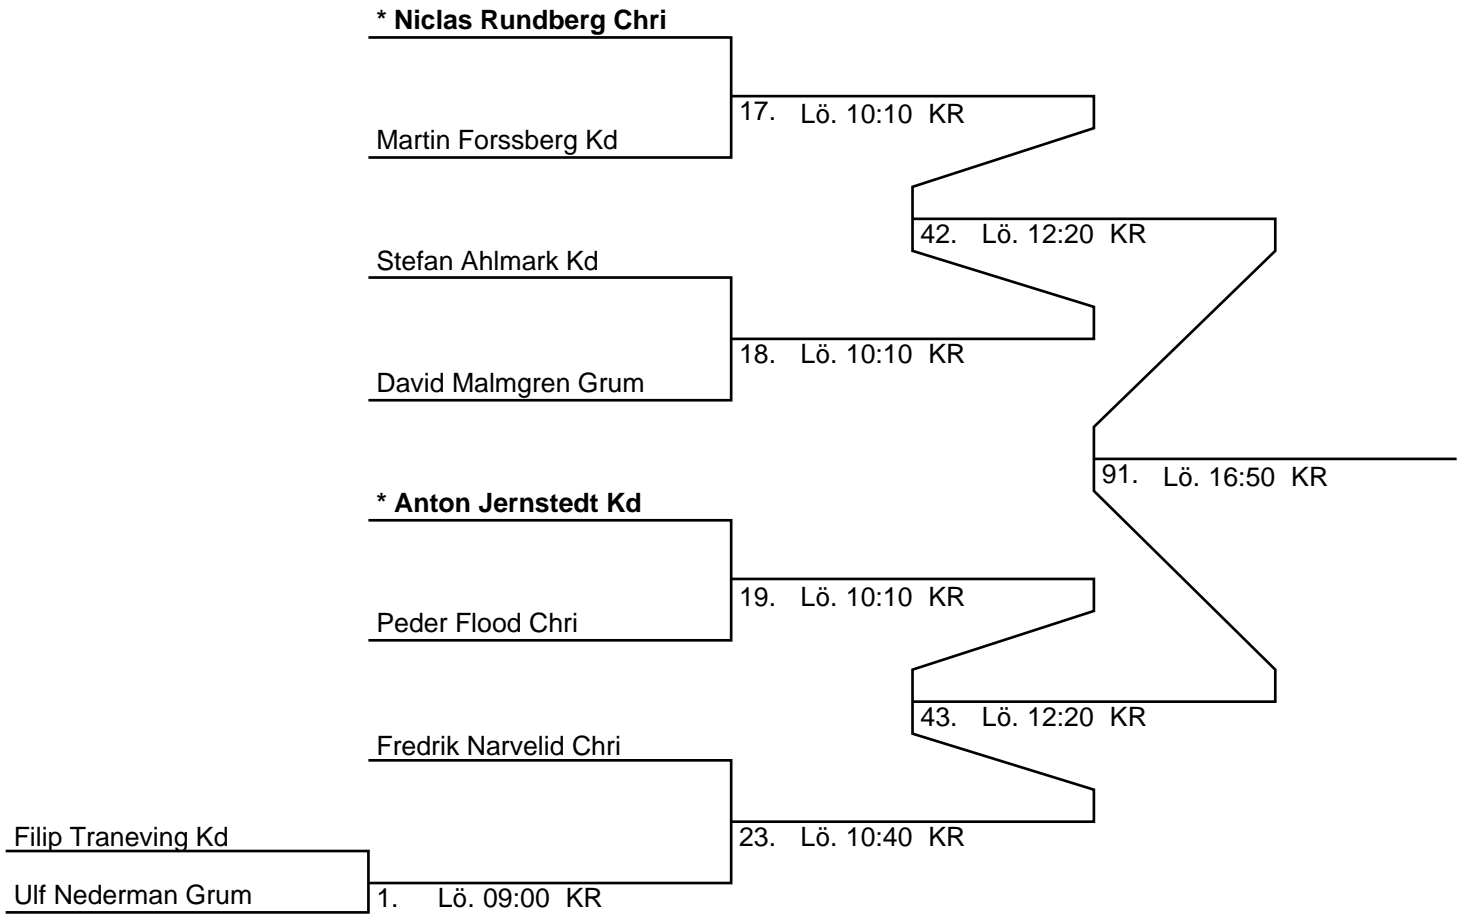 * Niclas Rundberg Chri
17. Lö. 10:10 KR
Martin Forssberg Kd
42. Lö. 12:20 KR
Stefan Ahlmark Kd
18. Lö. 10:10 KR
David Malmgren Grum
91. Lö. 16:50 KR
* Anton Jernstedt Kd
19. Lö. 10:10 KR
Peder Flood Chri
43. Lö. 12:20 KR
Fredrik Narvelid Chri
Filip Traneving Kd
23. Lö. 10:40 KR
Ulf Nederman Grum
1. Lö. 09:00 KR